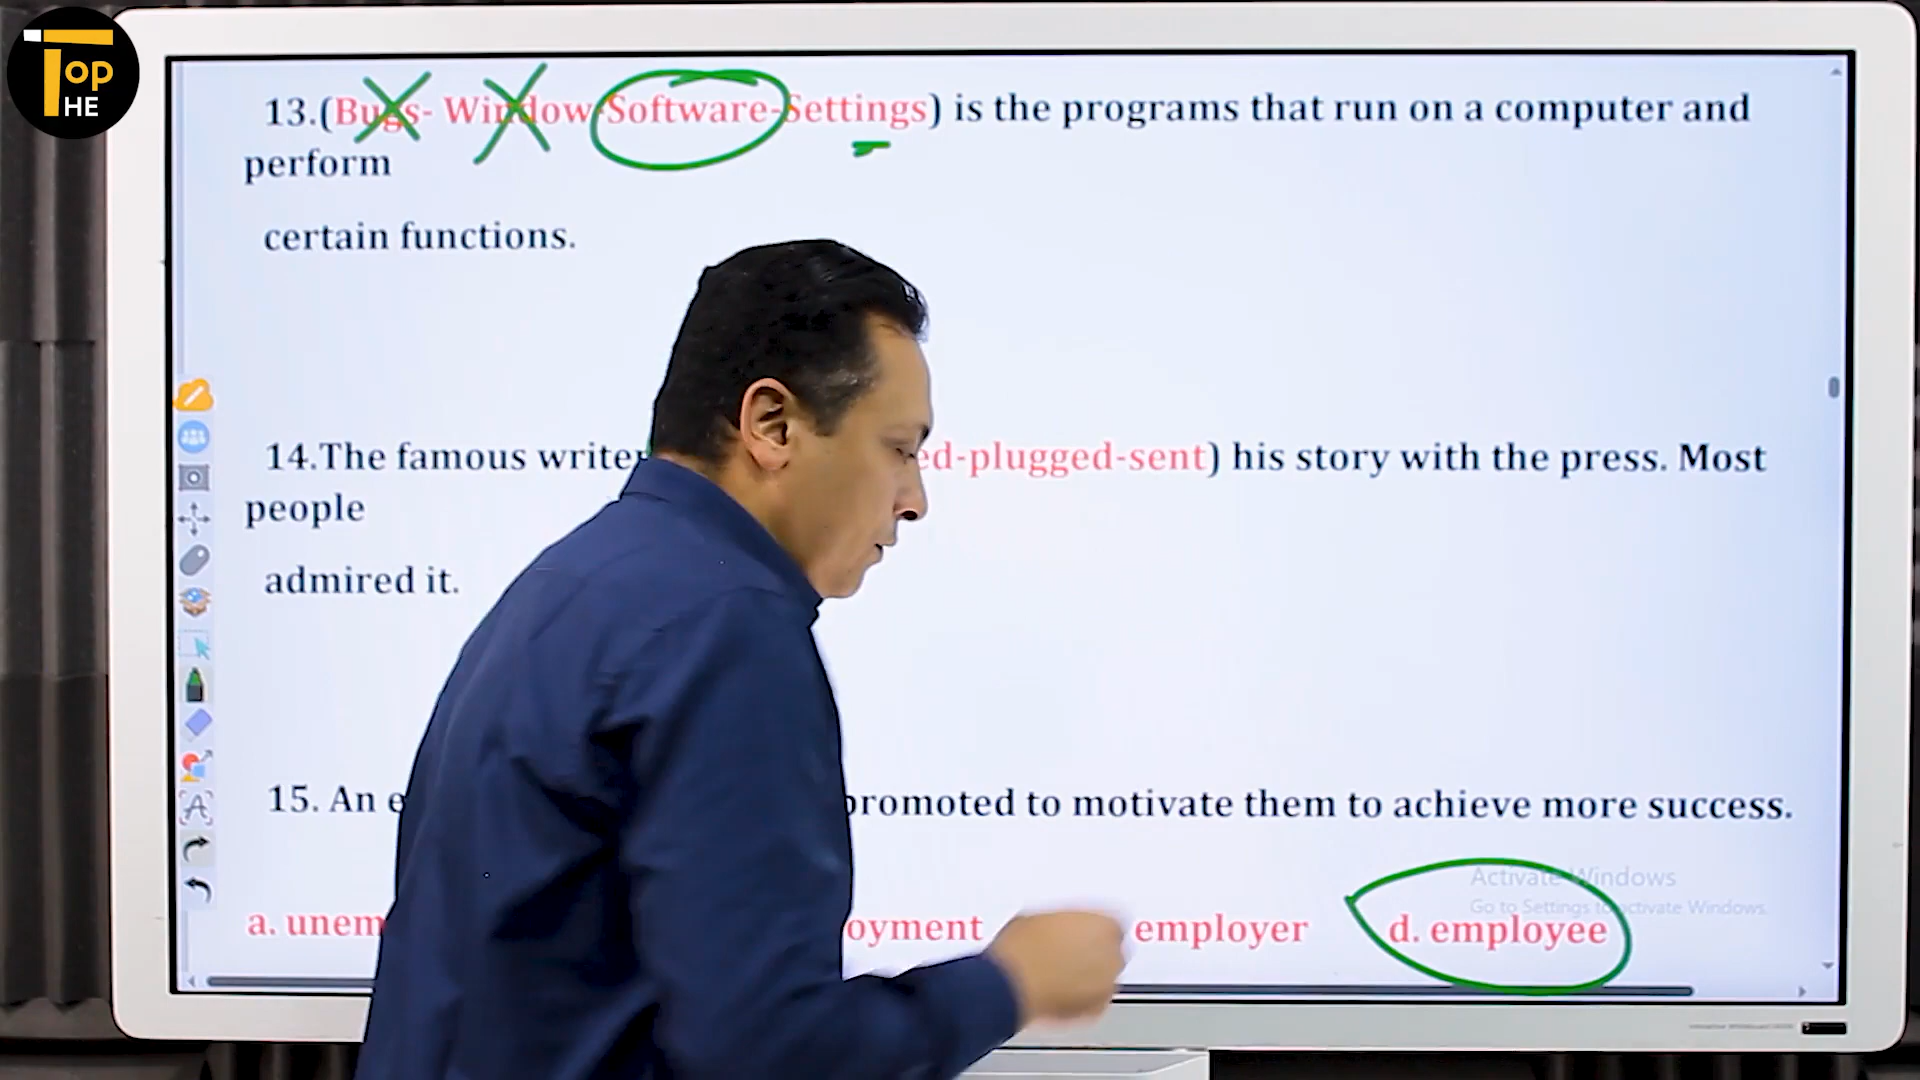 TOP
THE
13.(Bugs- Window-Software-Settings) is the programs that run on a computer and
perform
certain functions.
14.The famous writer ed-plugged-sent) his story with the press. Most
people
admired it.
15. An promoted to motivate them to achieve more success.
Activate Windows
Go to Settings to activate Windows.
a. unem oyment employer d. employee